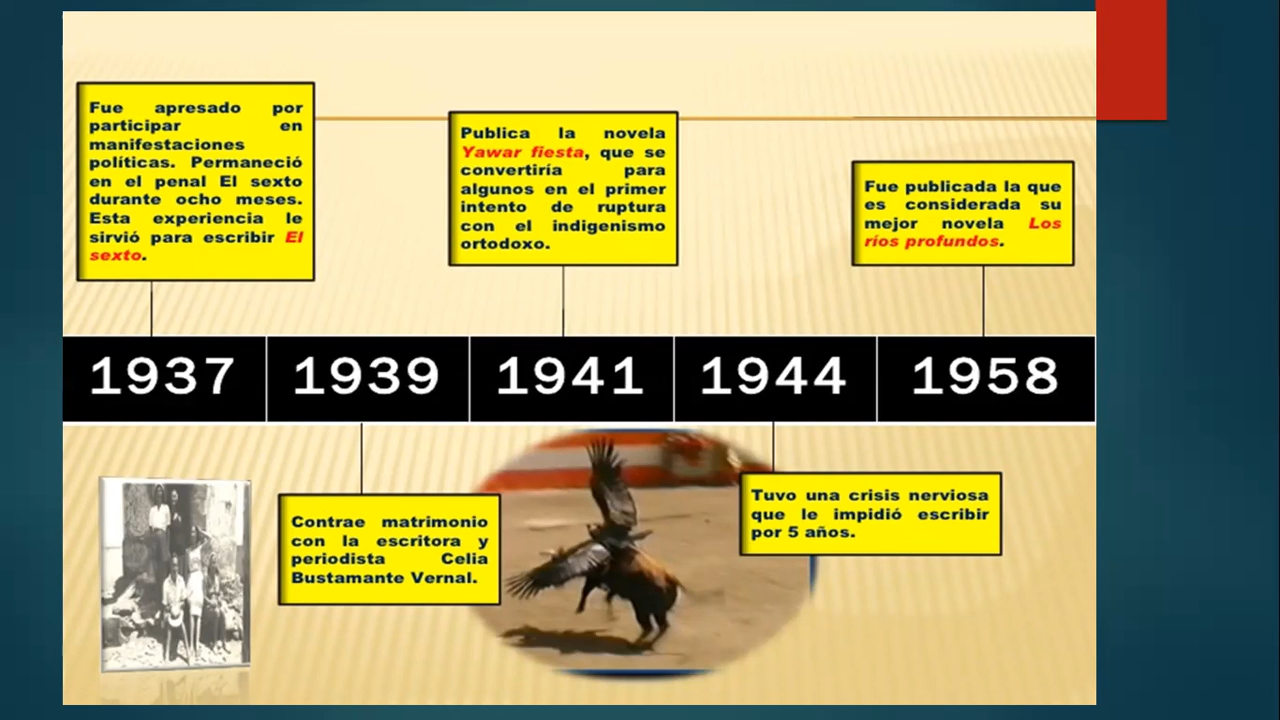 Fue apresado por
participar en
manifestaciones
políticas. Permaneció
en el penal El sexto
durante ocho meses.
Esta experiencia le
sirvió para escribir El
sexto.
Publica la novela
Yawar fiesta, que se
convertiría para
algunos en el primer
intento de ruptura
con el indigenismo
ortodoxo.
Fue publicada la que
es considerada su
mejor novela Los
ríos profundos.
1937 1939 1941 1944 1958
Contrae matrimonio
con la escritora y
periodista Celia
Bustamante Vernal.
Tuvo una crisis nerviosa
que le impidió escribir
por 5 años.